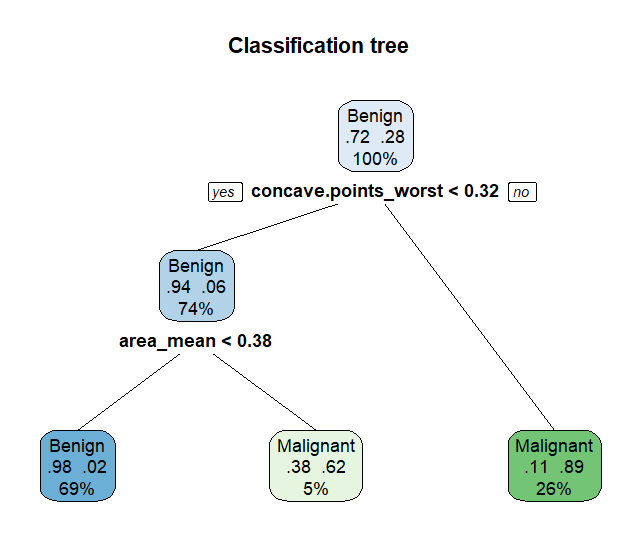 Classification tree
Benign
.72 .28
100%
yes concave.points_worst < 0.32 no
Benign
.94 .06
74%
area_mean < 0.38
Benign
.98 .02
69%
Malignant
.38 .62
5%
Malignant
.11 .89
26%